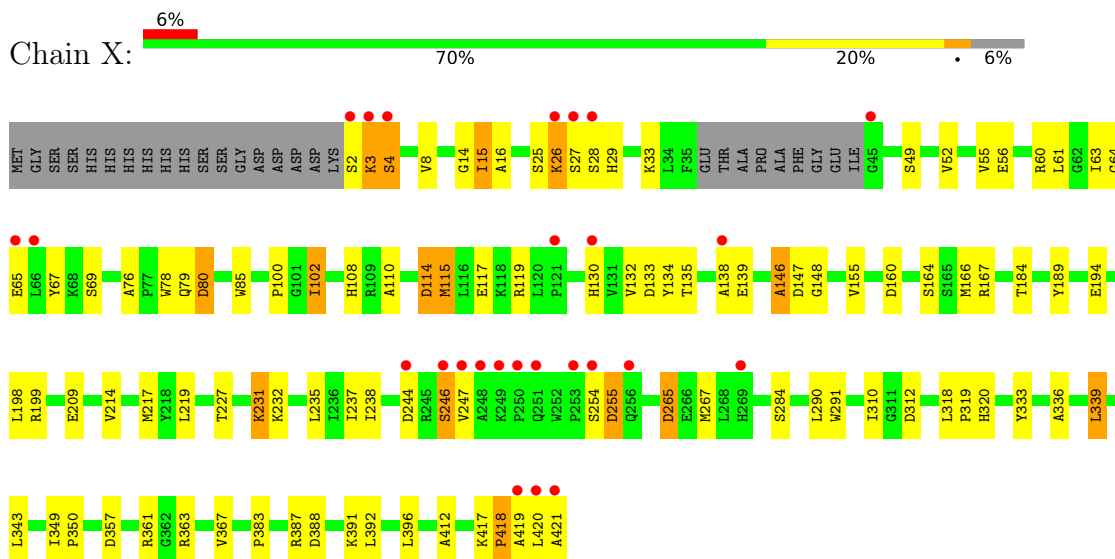 6%
Chain X:
70% 20% • 6%
MET GLY SER SER HIS HIS HIS HIS HIS HIS SER SER GLY ASP ASP ASP ASP LYS S2 K3 S4 V8 G14 I15 A16 S25 K26 S27 S28 H29 K33 L34 F35 GLU THR ALA PRO ALA PHE GLY GLU ILE G45 S49 V52 V55 E56 R60 L61 G62 I63 G64
E65 L66 Y67 K68 S69 A76 P77 W78 Q79 D80 W85 P100 G101 I102 H108 R109 A110 D114 M115 L116 E117 K118 R119 L120 P121 H130 V131 V132 D133 Y134 T135 A138 E139 A146 D147 G148 V155 D160 S164 S165 M166 R167 T184 Y189 E194
L198 R199 E209 V214 M217 Y218 L219 T227 K231 K232 L235 I236 I237 I238 D244 R245 S246 V247 A248 K249 P250 Q251 W252 P253 S254 D255 Q256 D265 E266 M267 L268 H269 S284 L290 W291 I310 G311 D312 L318 P319 H320 Y333 A336 L339
L343 I349 P350 D357 R361 G362 R363 V367 P383 R387 D388 K391 L392 L396 A412 K417 P418 A419 L420 A421